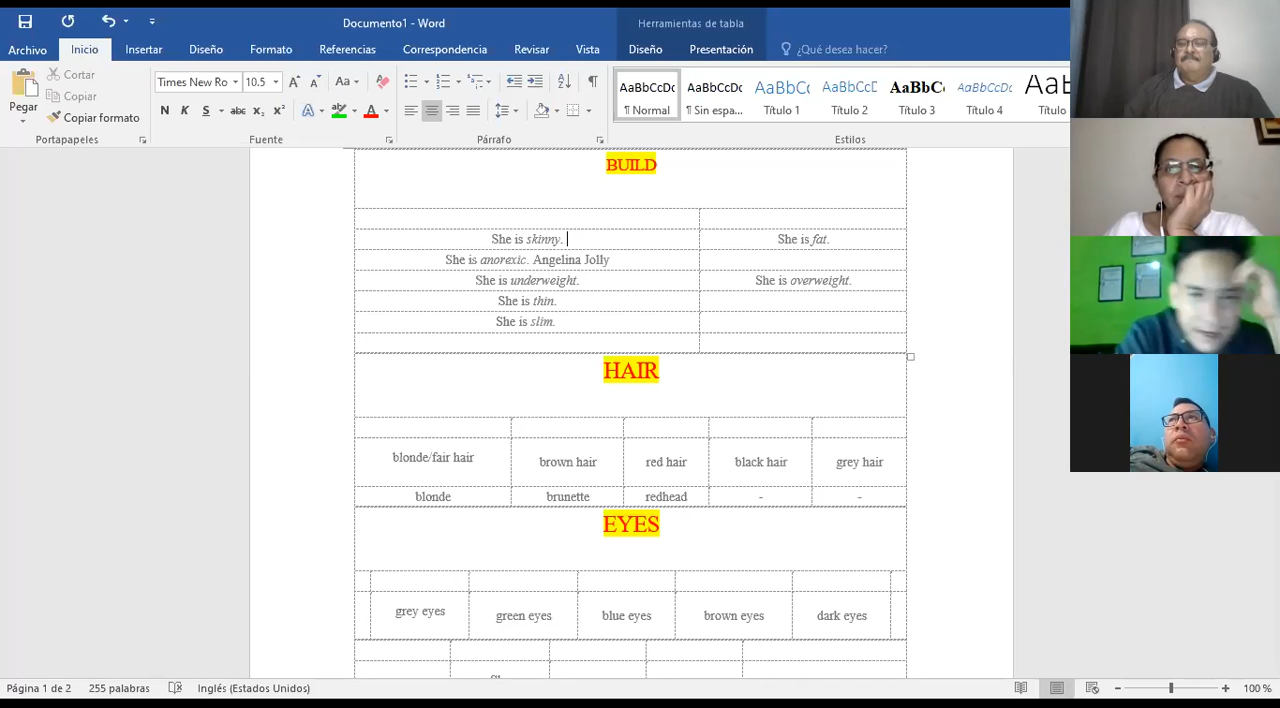 Documento1 - Word
Herramientas de tabla
Archivo Inicio Insertar Diseño Formato Referencias Correspondencia Revisar Vista Diseño Presentación ¿Qué desea hacer?
Pegar
Cortar
Copiar
Copiar formato
Times New Ro 10.5 Aa
N K S abc x₂ x²
AaBbCcDc AaBbCcDc AaBbCc AaBbCcD AaBbC AaBbCcD AaB
¶ Normal ¶ Sin espa... Título 1 Título 2 Título 3 Título 4 Título
Portapapeles Fuente Párrafo Estilos
BUILD
She is skinny. She is fat.
She is anorexic. Angelina Jolly
She is underweight. She is overweight.
She is thin.
She is slim.
HAIR
blonde/fair hair brown hair red hair black hair grey hair
blonde brunette redhead - -
EYES
grey eyes green eyes blue eyes brown eyes dark eyes
Página 1 de 2 255 palabras Inglés (Estados Unidos) 100 %